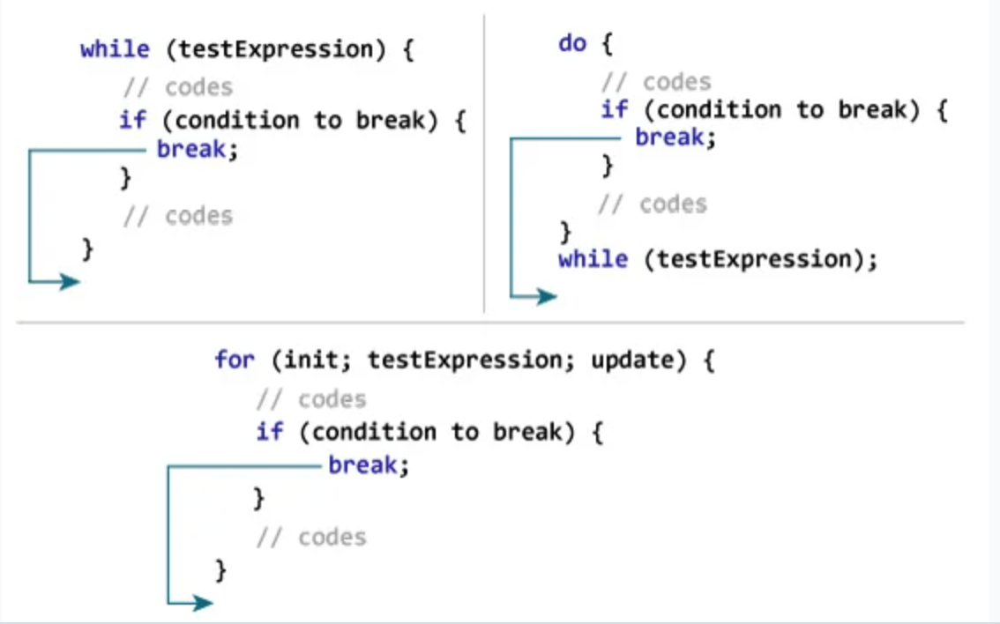 while (testExpression) {
// codes
if (condition to break) {
break;
}
// codes
}
do {
// codes
if (condition to break) {
break;
}
// codes
}
while (testExpression);
for (init; testExpression; update) {
// codes
if (condition to break) {
break;
}
// codes
}